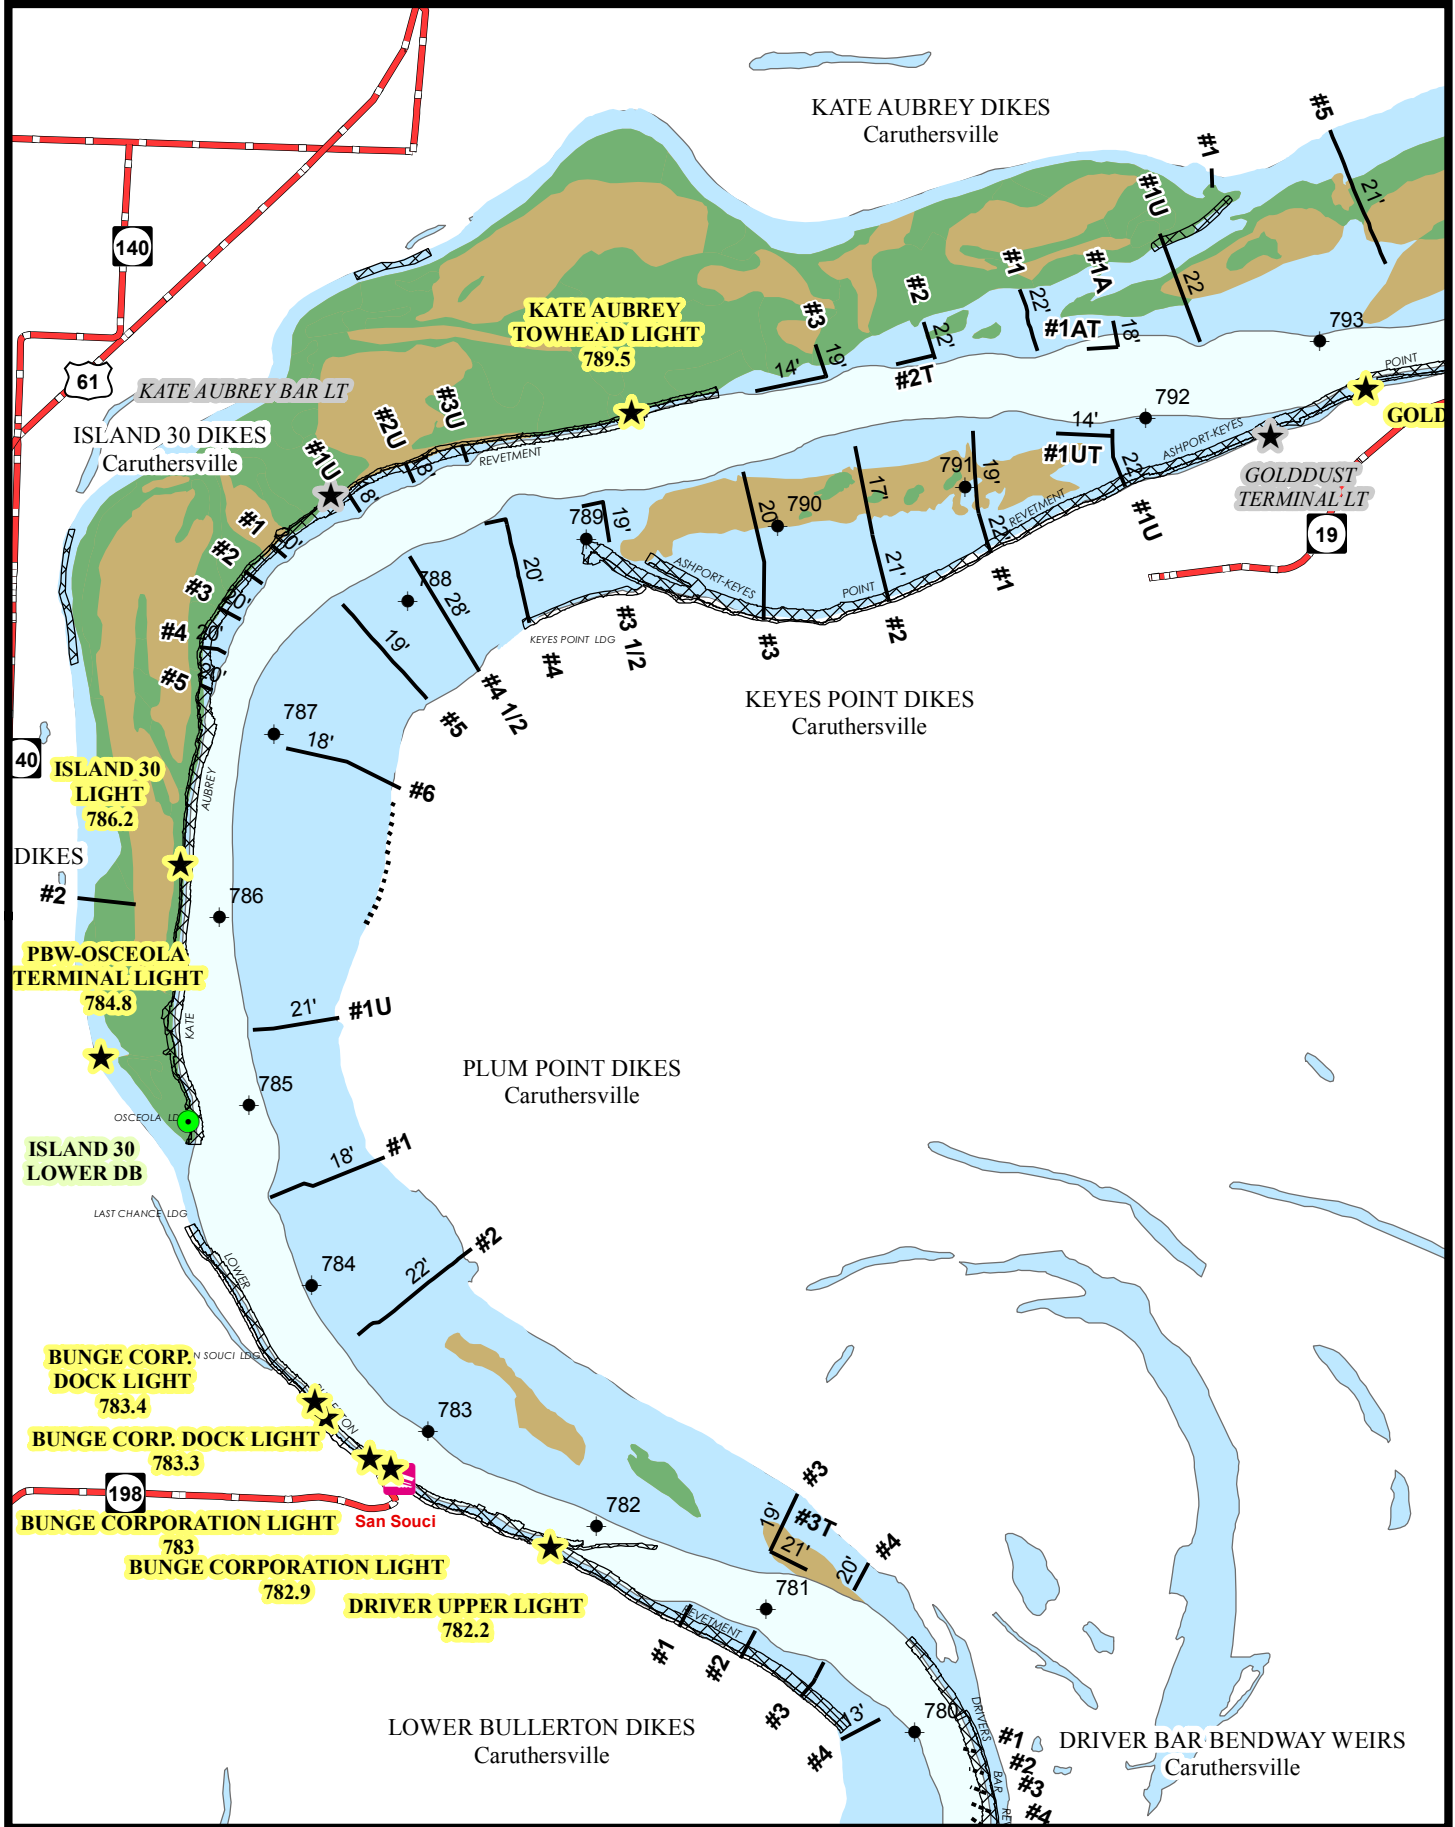 KATE AUBREY DIKES
Caruthersville
#5
#1
21'
#1U
140
22
#1
#1A
#2
22'
KATE AUBREY
TOWHEAD LIGHT
789.5
#3
22'
#1AT
18'
793
19'
14'
#2T
POINT
61
KATE AUBREY BAR LT
792
GOLD
#3U
#2U
ISLAND 30 DIKES
Caruthersville
#1U
REVETMENT
14'
#1UT
ASHPORT-KEYES
GOLDDUST
TERMINAL LT
19
791
19'
17'
20'
790
22'
22'
REVETMENT
#1U
789
19'
#1
#2
#3
20'
20'
#4
20'
#5
788
28'
20'
19'
ASHPORT-KEYES
POINT
21'
#1
#2
#3
#3 1/2
KEYES POINT LDG
#4
#4 1/2
#5
KEYES POINT DIKES
Caruthersville
787
18'
#6
40
ISLAND 30
LIGHT
786.2
AUBREY
DIKES
#2
786
PBW-OSCEOLA
TERMINAL LIGHT
784.8
KATE
21'
#1U
PLUM POINT DIKES
Caruthersville
785
OSCEOLA LD
ISLAND 30
LOWER DB
18'
#1
LAST CHANCE LDG
#2
22'
LOWER
784
N SOUCI LDG
BUNGE CORP.
DOCK LIGHT
783.4
783
BUNGE CORP. DOCK LIGHT
783.3
198
San Souci
BUNGE CORPORATION LIGHT
783
BUNGE CORPORATION LIGHT
782.9
782
#3
19'
#3T
21'
20'
#4
DRIVER UPPER LIGHT
782.2
781
REVETMENT
#1
#2
#3
3'
#4
780
LOWER BULLERTON DIKES
Caruthersville
DRIVERS
BAR
#1
#2
#3
#4
DRIVER BAR BENDWAY WEIRS
Caruthersville